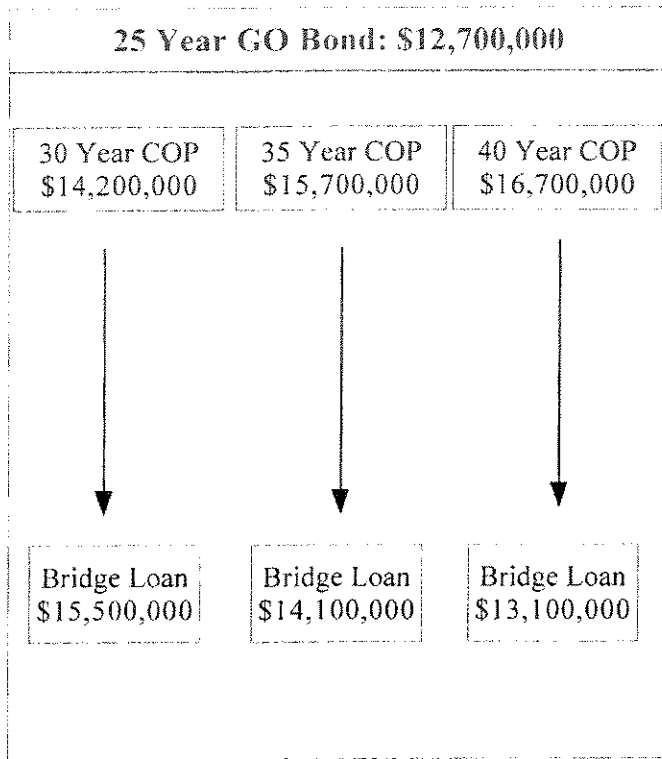 25 Year GO Bond: $12,700,000
30 Year COP
$14,200,000
35 Year COP
$15,700,000
40 Year COP
$16,700,000
Bridge Loan
$15,500,000
Bridge Loan
$14,100,000
Bridge Loan
$13,100,000